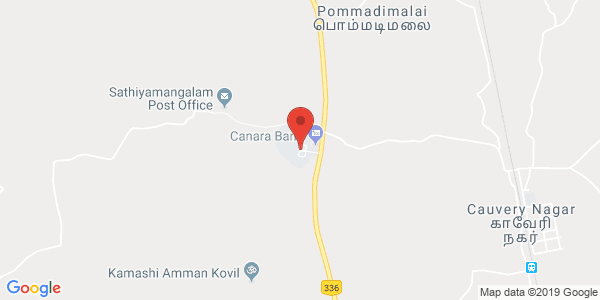 Pommadimalai
பொம்மடிமலை
Sathiyamangalam
Post Office
Canara Ban
Cauvery Nagar
காவேரி
நகர்
Kamashi Amman Kovil
336
Google
Map data ©2019 Google